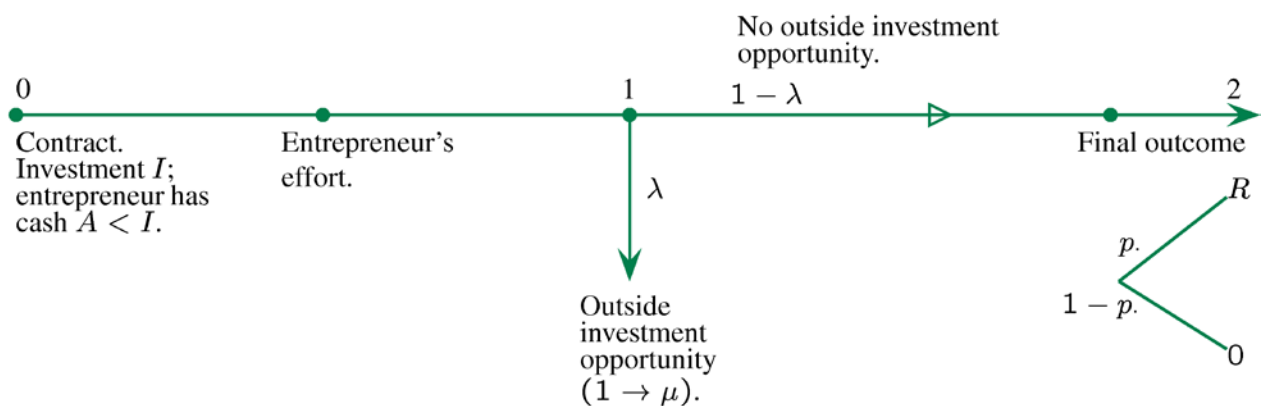 No outside investment
opportunity.
0
1
1 − λ
2
Contract.
Investment I;
entrepreneur has
cash A < I.
Entrepreneur's
effort.
Final outcome
λ
R
p.
1 − p.
0
Outside
investment
opportunity
(1 → μ).